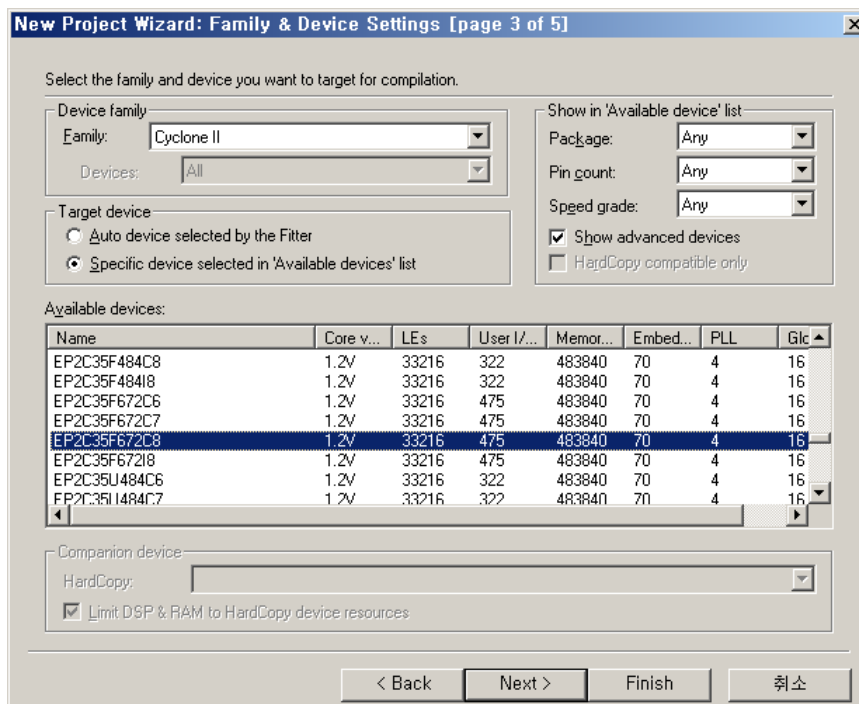 New Project Wizard: Family & Device Settings [page 3 of 5]
Select the family and device you want to target for compilation.
Device family
Family: Cyclone II
Devices: All
Show in 'Available device' list
Package: Any
Pin count: Any
Speed grade: Any
Show advanced devices
HardCopy compatible only
Target device
Auto device selected by the Fitter
Specific device selected in 'Available devices' list
Available devices:
Name Core v... LEs User I/... Memor... Embed... PLL Glc
EP2C35F484C8 1.2V 33216 322 483840 70 4 16
EP2C35F484I8 1.2V 33216 322 483840 70 4 16
EP2C35F672C6 1.2V 33216 475 483840 70 4 16
EP2C35F672C7 1.2V 33216 475 483840 70 4 16
EP2C35F672C8 1.2V 33216 475 483840 70 4 16
EP2C35F672I8 1.2V 33216 475 483840 70 4 16
EP2C35U484C6 1.2V 33216 322 483840 70 4 16
EP2C35U484C7 1.2V 33216 322 483840 70 4 16
Companion device
HardCopy:
Limit DSP & RAM to HardCopy device resources
< Back Next > Finish 취소